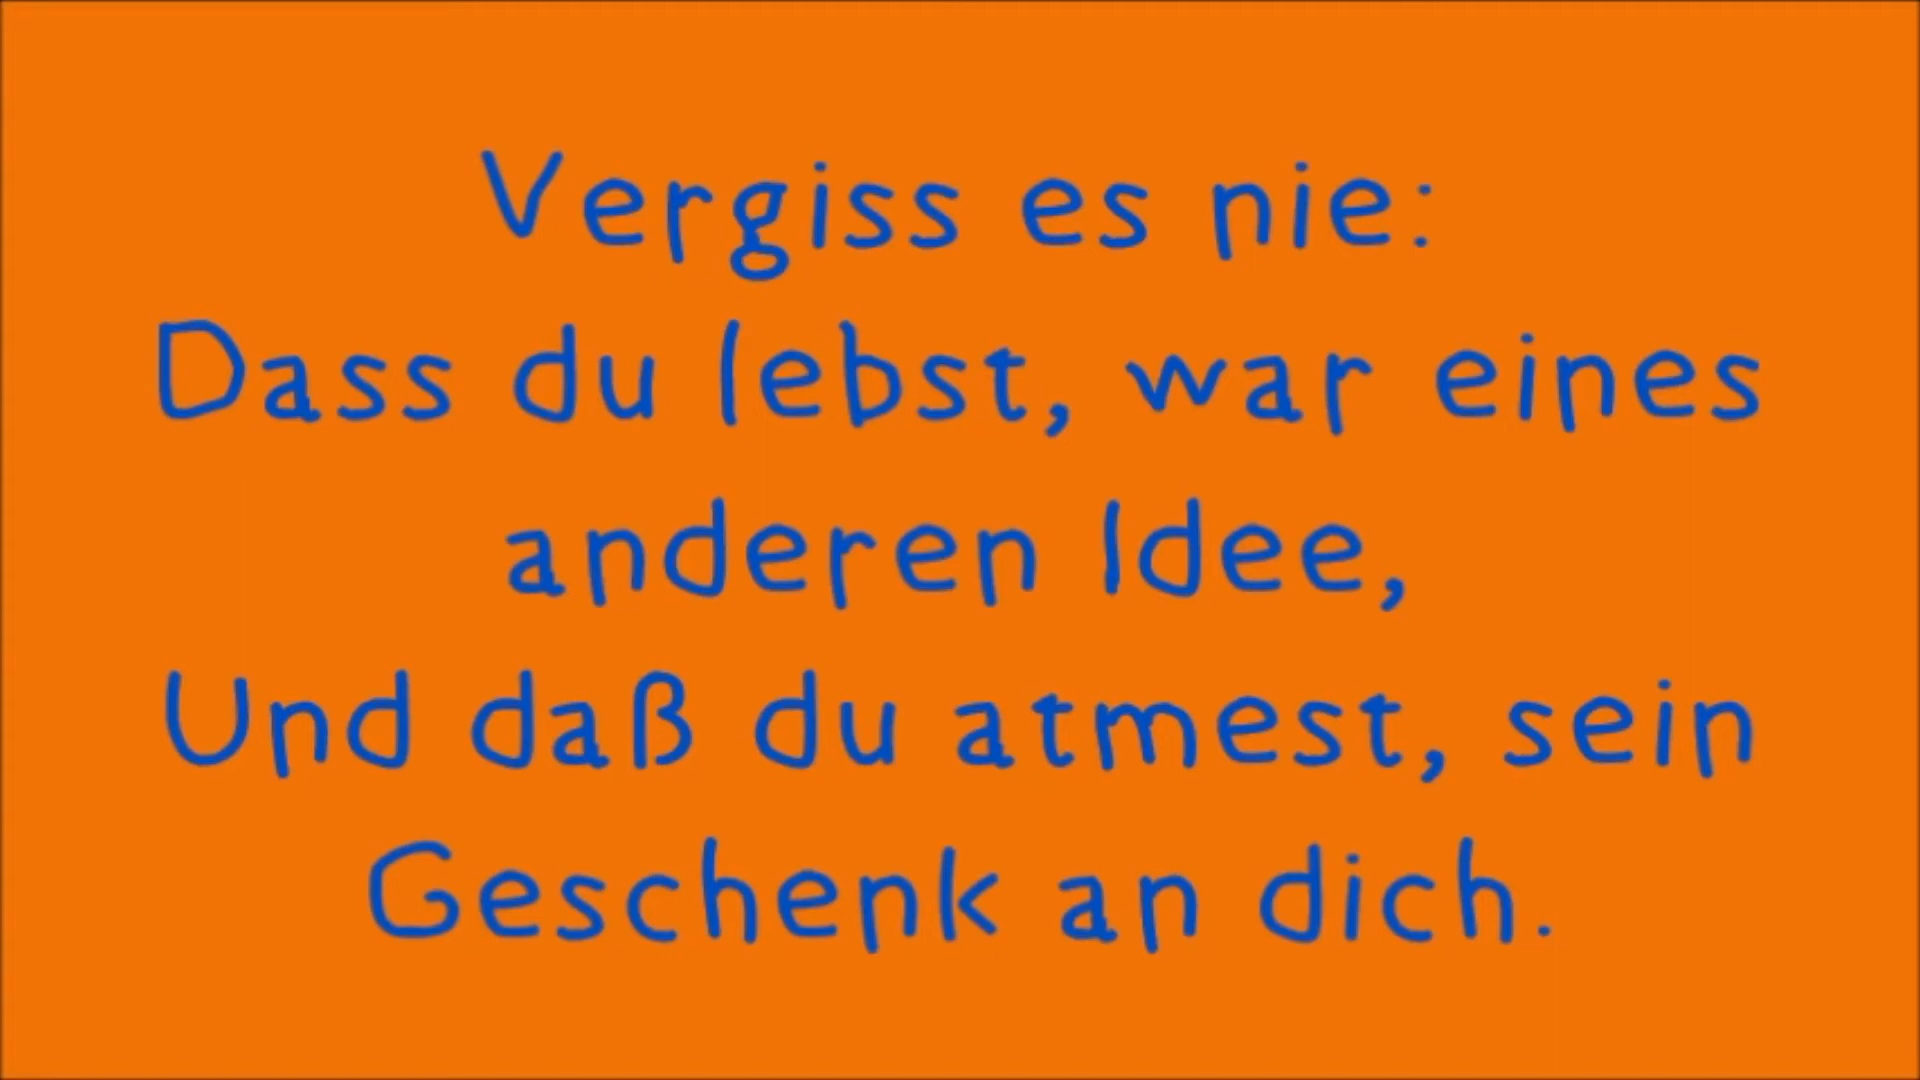 Vergiss es nie:
Dass du lebst, war eines
anderen Idee,
Und daß du atmest, sein
Geschenk an dich.